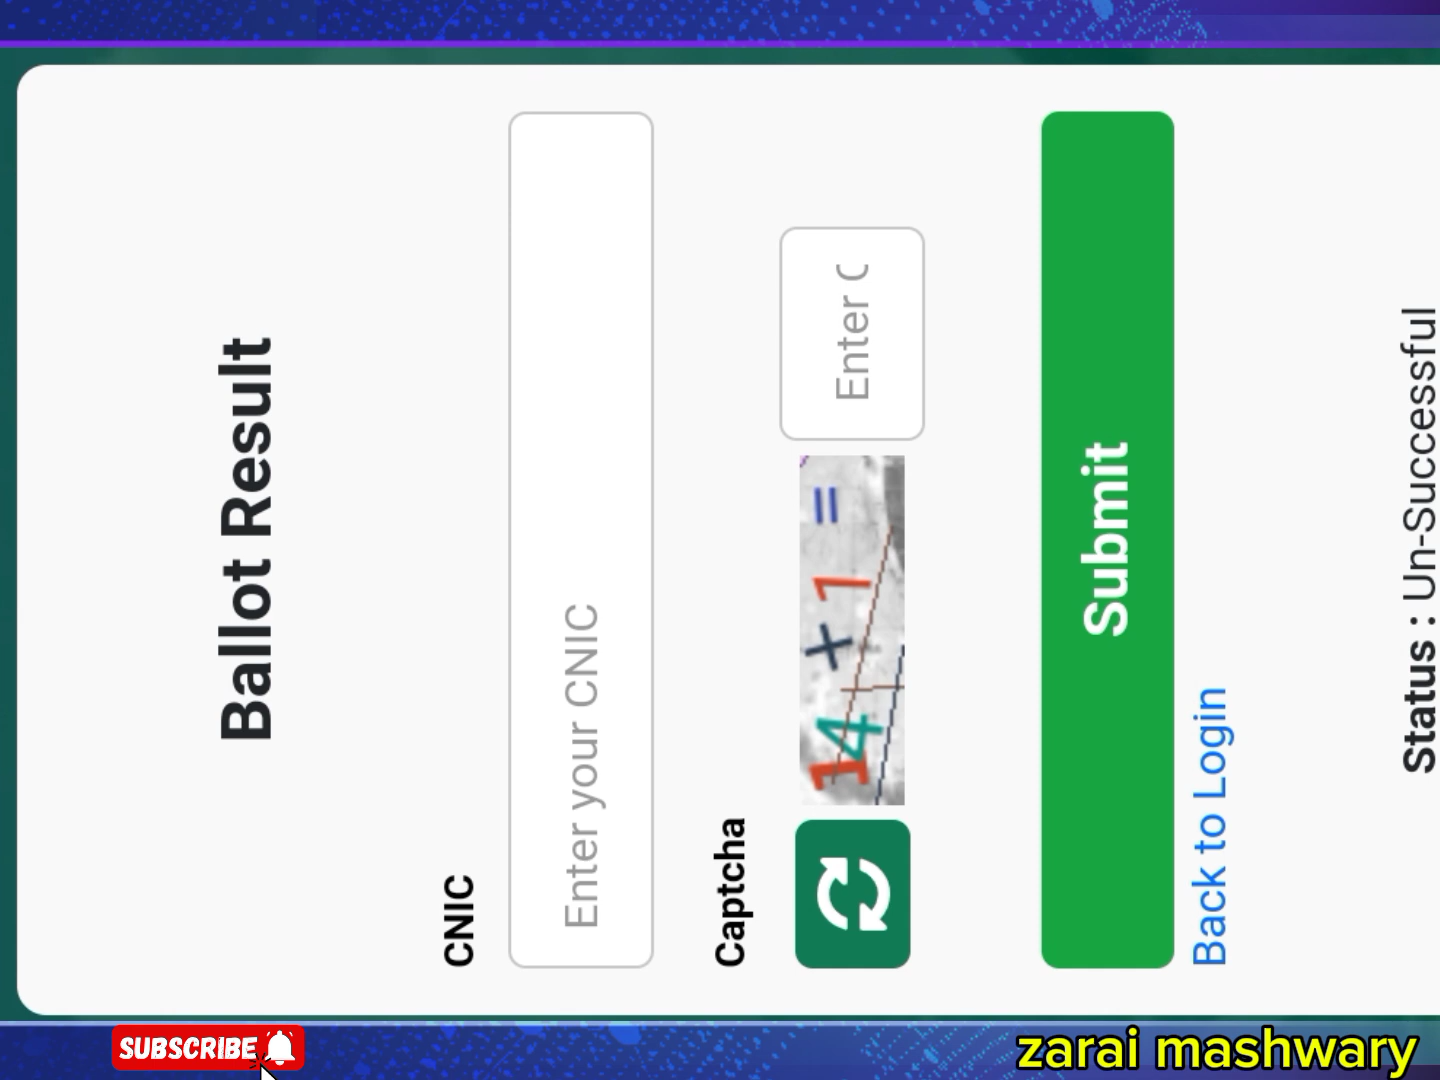 Ballot Result
CNIC
Enter your CNIC
Captcha
14 + 1 =
Enter C
Submit
Back to Login
Status : Un-Successful
SUBSCRIBE
zarai mashwary